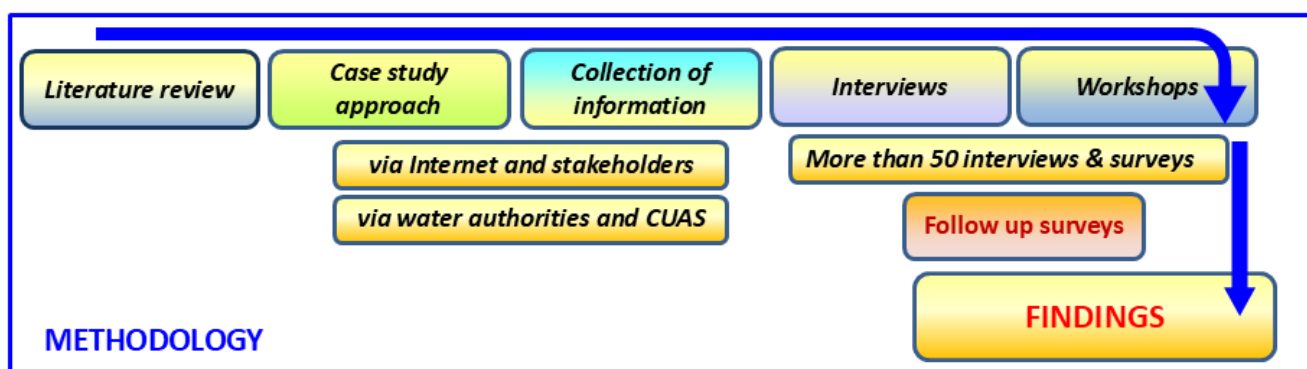 Literature review
Case study
approach
Collection of
information
Interviews
Workshops
via Internet and stakeholders
More than 50 interviews & surveys
via water authorities and CUAS
Follow up surveys
FINDINGS
METHODOLOGY